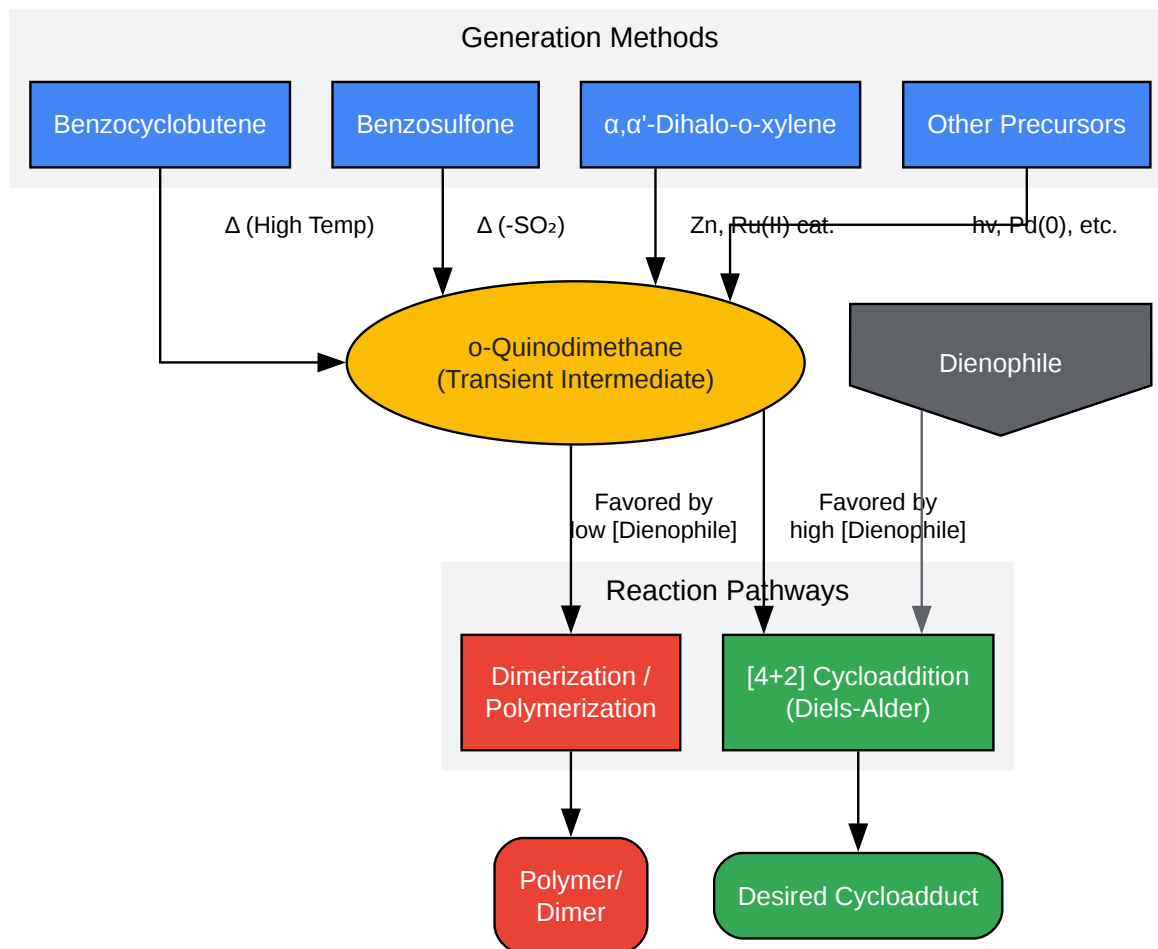 Generation Methods
Benzocyclobutene
Benzosulfone
α,α'-Dihalo-o-xylene
Other Precursors
Δ (High Temp)
Δ (-SO₂)
Zn, Ru(II) cat.
hv, Pd(0), etc.
o-Quinodimethane
(Transient Intermediate)
Dienophile
Favored by
low [Dienophile]
Favored by
high [Dienophile]
Reaction Pathways
Dimerization /
Polymerization
[4+2] Cycloaddition
(Diels-Alder)
Polymer/
Dimer
Desired Cycloadduct